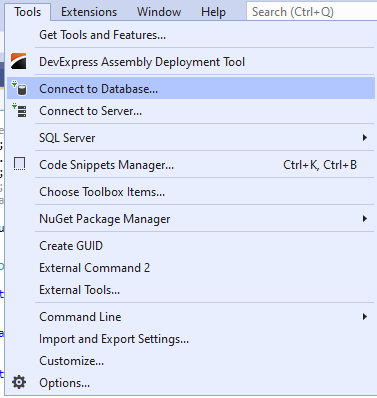 Tools Extensions Window Help Search (Ctrl+Q)
Get Tools and Features...
DevExpress Assembly Deployment Tool
Connect to Database...
Connect to Server...
SQL Server
Code Snippets Manager... Ctrl+K, Ctrl+B
Choose Toolbox Items...
NuGet Package Manager
Create GUID
External Command 2
External Tools...
Command Line
Import and Export Settings...
Customize...
Options...